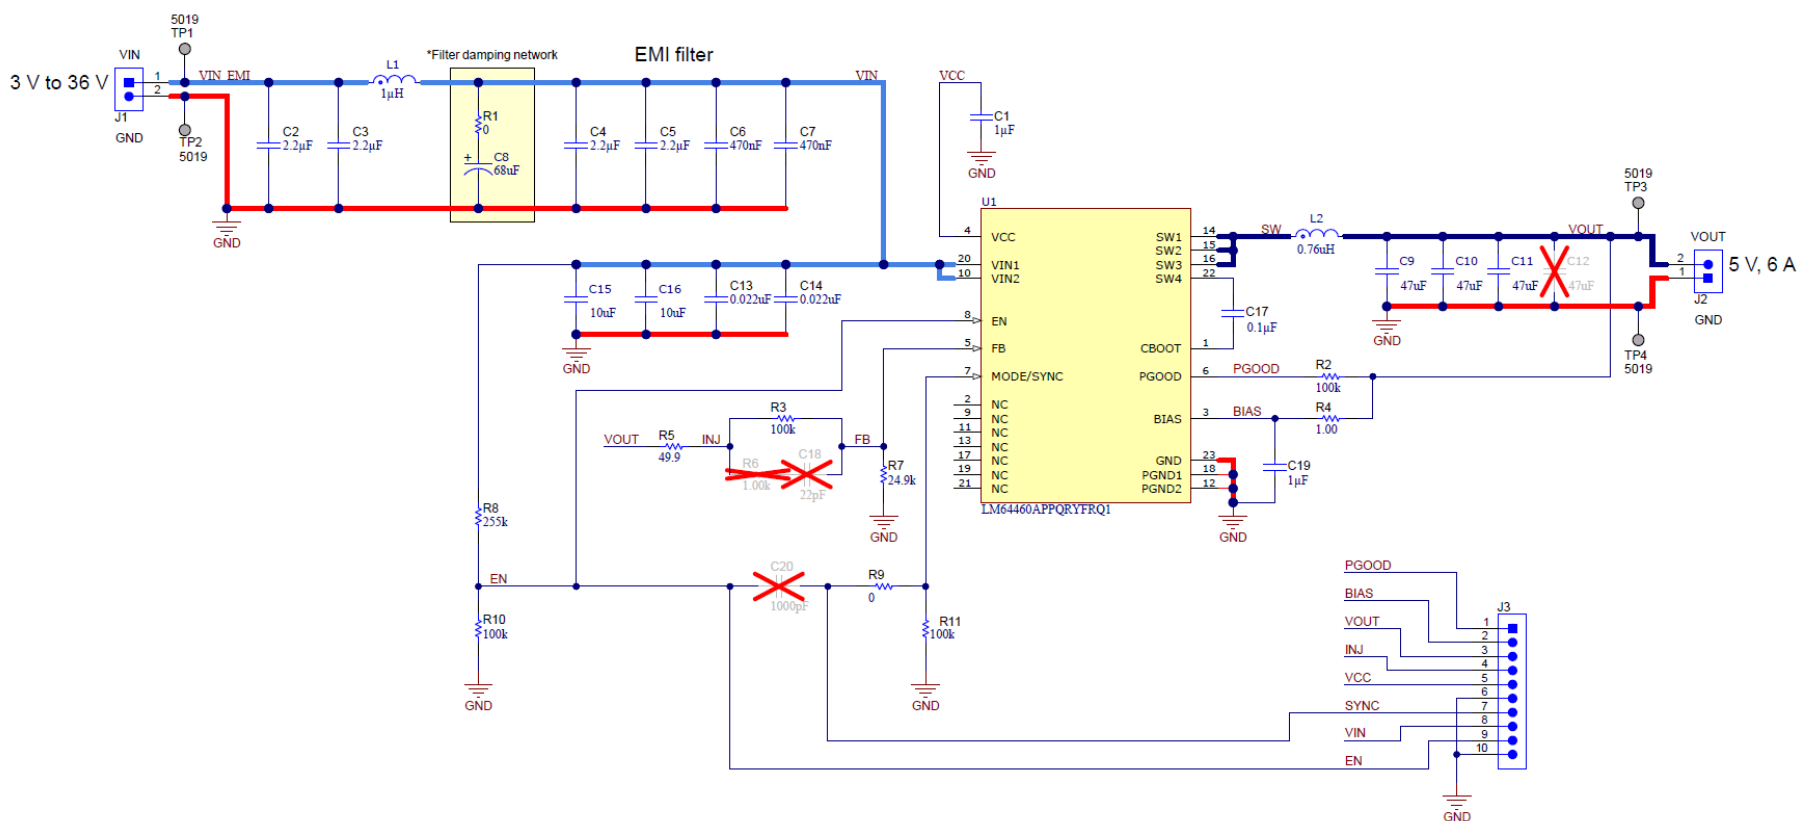 5019
TP1
VIN
*Filter damping network
EMI filter
3 V to 36 V
1
2
J1
GND
VIN_EMI
L1
1µH
VIN
TP2
5019
C2
2.2µF
C3
2.2µF
R1
0
+
C8
68uF
C4
2.2µF
C5
2.2µF
C6
470nF
C7
470nF
GND
VCC
C1
1µF
GND
U1
4
VCC
20
VIN1
10
VIN2
8
EN
5
FB
7
MODE/SYNC
2
NC
9
NC
11
NC
13
NC
17
NC
19
NC
21
NC
SW1
14
SW2
15
SW3
16
SW4
22
CBOOT
1
PGOOD
6
BIAS
3
GND
23
PGND1
18
PGND2
12
LM64460APPQRYFRQ1
C15
10uF
C16
10uF
C13
0.022uF
C14
0.022uF
GND
SW
L2
0.76uH
VOUT
5019
TP3
VOUT
2
1
5 V, 6 A
J2
GND
C9
47uF
C10
47uF
C11
47uF
C12
47uF
GND
TP4
5019
C17
0.1µF
PGOOD
R2
100k
BIAS
R4
1.00
C19
1µF
GND
VOUT
R5
49.9
INJ
R3
100k
R6
1.00k
C18
22pF
FB
R7
24.9k
GND
R8
255k
EN
R10
100k
GND
C20
1000pF
R9
0
R11
100k
GND
PGOOD
BIAS
VOUT
INJ
VCC
SYNC
VIN
EN
J3
1
2
3
4
5
6
7
8
9
10
GND